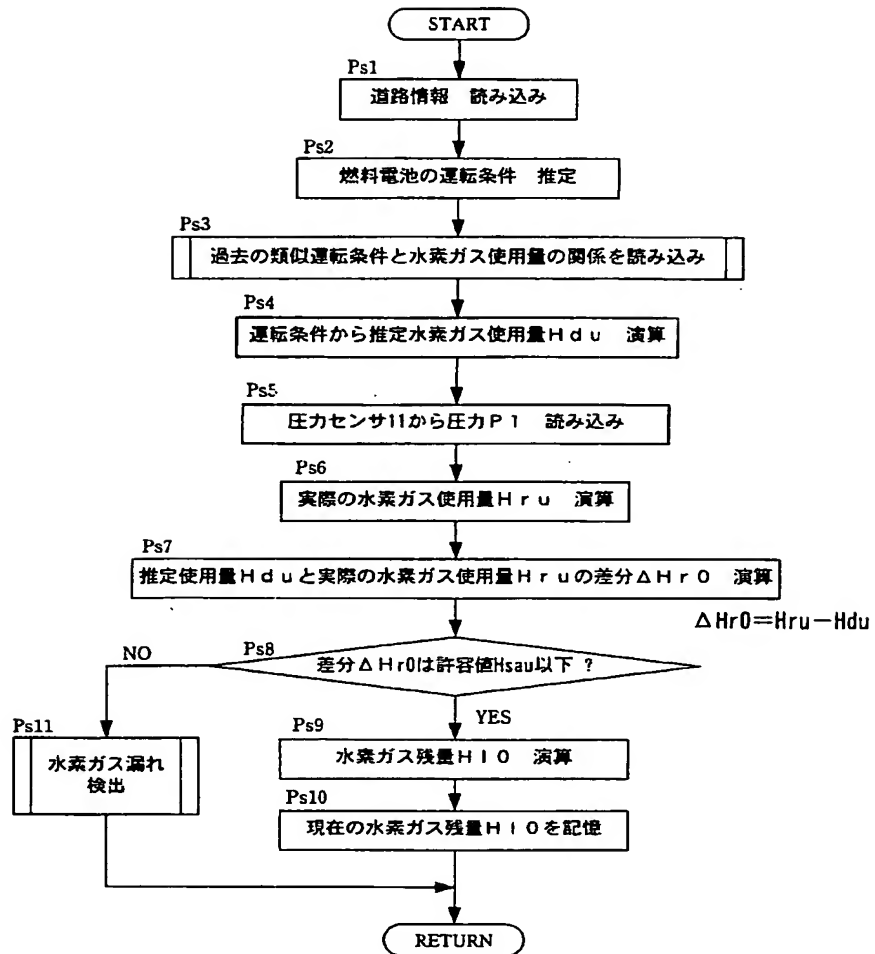 START
Ps1
道路情報 読み込み
Ps2
燃料電池の運転条件 推定
Ps3
過去の類似運転条件と水素ガス使用量の関係を読み込み
Ps4
運転条件から推定水素ガス使用量Hdu 演算
Ps5
圧力センサ11から圧力P1 読み込み
Ps6
実際の水素ガス使用量Hru 演算
Ps7
推定使用量Hduと実際の水素ガス使用量Hruの差分ΔHr0 演算
ΔHr0=Hru-Hdu
Ps8
差分ΔHr0は許容値Hsau以下 ?
NO
YES
Ps9
水素ガス残量Hl0 演算
Ps10
現在の水素ガス残量Hl0を記憶
Ps11
水素ガス漏れ
検出
RETURN